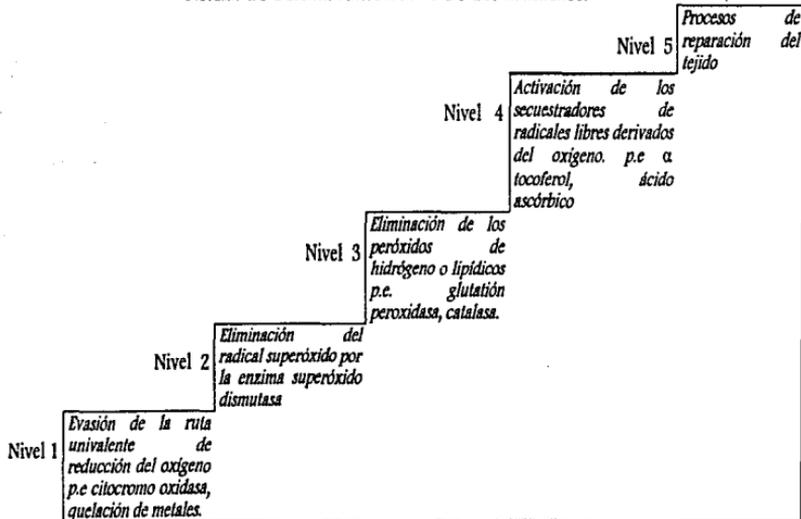 Nivel 5
Procesos de
reparación del
tejido
Nivel 4
Activación de los
secuestradores de
radicales libres derivados
del oxígeno. p.e α
tocoferol, ácido
ascórbico
Nivel 3
Eliminación de los
peróxidos de
hidrógeno o lipídicos
p.e. glutatión
peroxidasa, catalasa.
Nivel 2
Eliminación del
radical superóxido por
la enzima superóxido
dismutasa
Nivel 1
Evasión de la ruta
univalente de
reducción del oxígeno
p.e citocromo oxidasa,
quelación de metales.